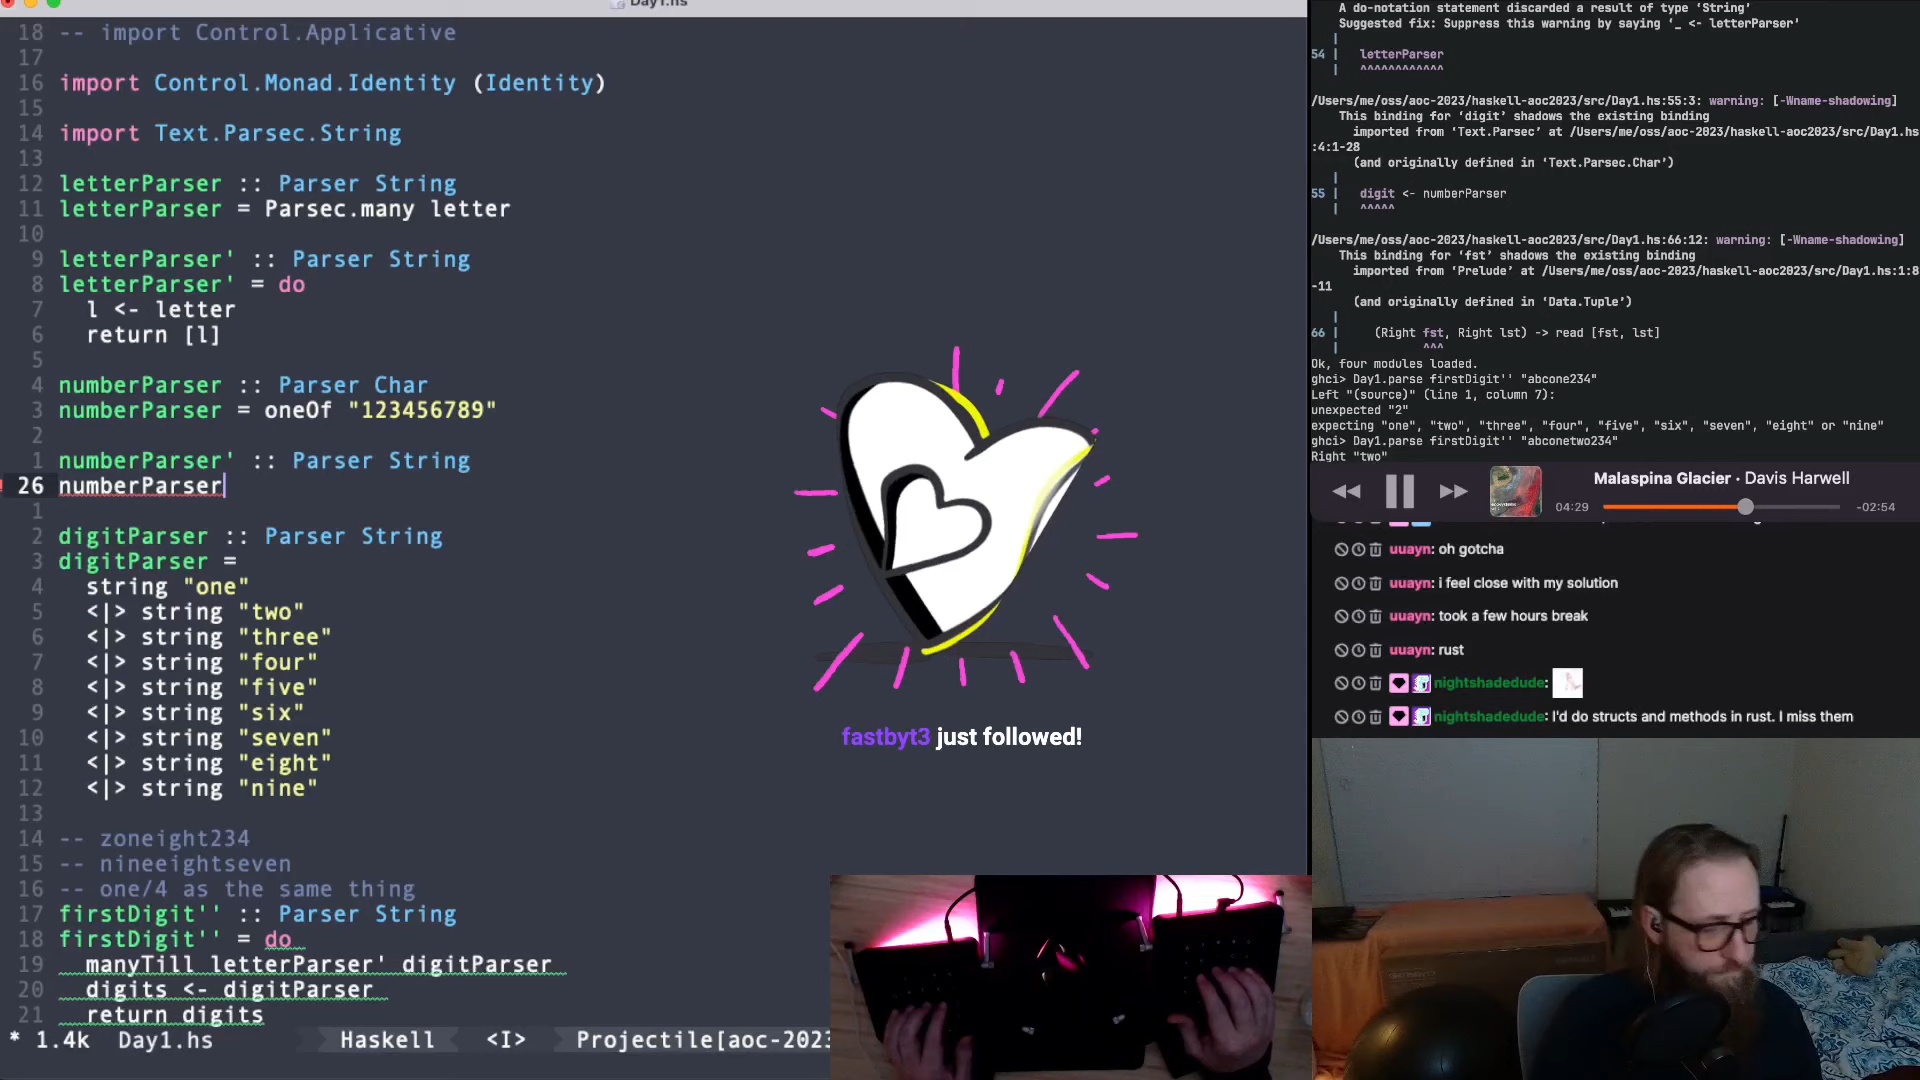 Day1.hs
18 -- import Control.Applicative
17
16 import Control.Monad.Identity (Identity)
15
14 import Text.Parsec.String
13
12 letterParser :: Parser String
11 letterParser = Parsec.many letter
10
9 letterParser' :: Parser String
8 letterParser' = do
7 l <- letter
6 return [l]
5
4 numberParser :: Parser Char
3 numberParser = oneOf "123456789"
2
1 numberParser' :: Parser String
26 numberParser
1
2 digitParser :: Parser String
3 digitParser =
4 string "one"
5 <|> string "two"
6 <|> string "three"
7 <|> string "four"
8 <|> string "five"
9 <|> string "six"
10 <|> string "seven"
11 <|> string "eight"
12 <|> string "nine"
13
14 -- zoneight234
15 -- nineeightseven
16 -- one/4 as the same thing
17 firstDigit'' :: Parser String
18 firstDigit'' = do
19 manyTill letterParser' digitParser
20 digits <- digitParser
21 return digits
* 1.4k Day1.hs Haskell <I> Projectile[aoc-2023
fastbyt3 just followed!
A do-notation statement discarded a result of type ‘String’
Suggested fix: Suppress this warning by saying ‘_ <- letterParser’
|
54 | letterParser
| ^^^^^^^^^^^^
/Users/me/oss/aoc-2023/haskell-aoc2023/src/Day1.hs:55:3: warning: [-Wname-shadowing]
This binding for ‘digit’ shadows the existing binding
imported from ‘Text.Parsec’ at /Users/me/oss/aoc-2023/haskell-aoc2023/src/Day1.hs
:4:1-28
(and originally defined in ‘Text.Parsec.Char’)
|
55 | digit <- numberParser
| ^^^^^
/Users/me/oss/aoc-2023/haskell-aoc2023/src/Day1.hs:66:12: warning: [-Wname-shadowing]
This binding for ‘fst’ shadows the existing binding
imported from ‘Prelude’ at /Users/me/oss/aoc-2023/haskell-aoc2023/src/Day1.hs:1:8
-11
(and originally defined in ‘Data.Tuple’)
|
66 | (Right fst, Right lst) -> read [fst, lst]
| ^^^
Ok, four modules loaded.
ghci> Day1.parse firstDigit'' "abcone234"
Left "(source)" (line 1, column 7):
unexpected "2"
expecting "one", "two", "three", "four", "five", "six", "seven", "eight" or "nine"
ghci> Day1.parse firstDigit'' "abconetwo234"
Right "two"
Malaspina Glacier · Davis Harwell
04:29 -02:54
uuayn: oh gotcha
uuayn: i feel close with my solution
uuayn: took a few hours break
uuayn: rust
nightshadedude:
nightshadedude: I'd do structs and methods in rust. I miss them